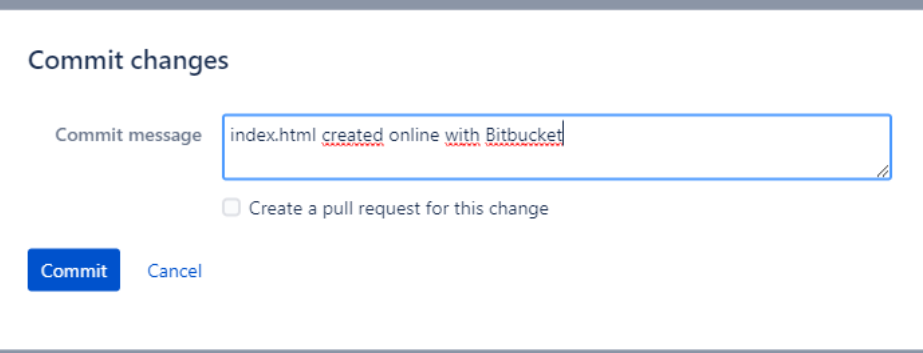 Commit changes
Commit message
index.html created online with Bitbucket
Create a pull request for this change
Commit
Cancel